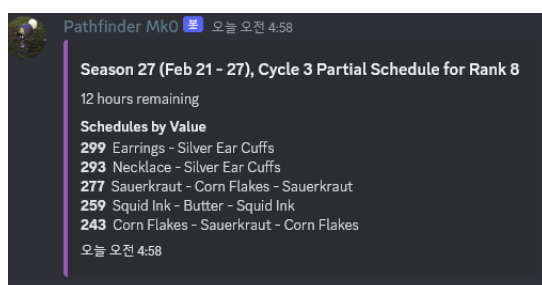 Pathfinder Mk0 봇 오늘 오전 4:58
Season 27 (Feb 21 - 27), Cycle 3 Partial Schedule for Rank 8
12 hours remaining
Schedules by Value
299 Earrings - Silver Ear Cuffs
293 Necklace - Silver Ear Cuffs
277 Sauerkraut - Corn Flakes - Sauerkraut
259 Squid Ink - Butter - Squid Ink
243 Corn Flakes - Sauerkraut - Corn Flakes
오늘 오전 4:58